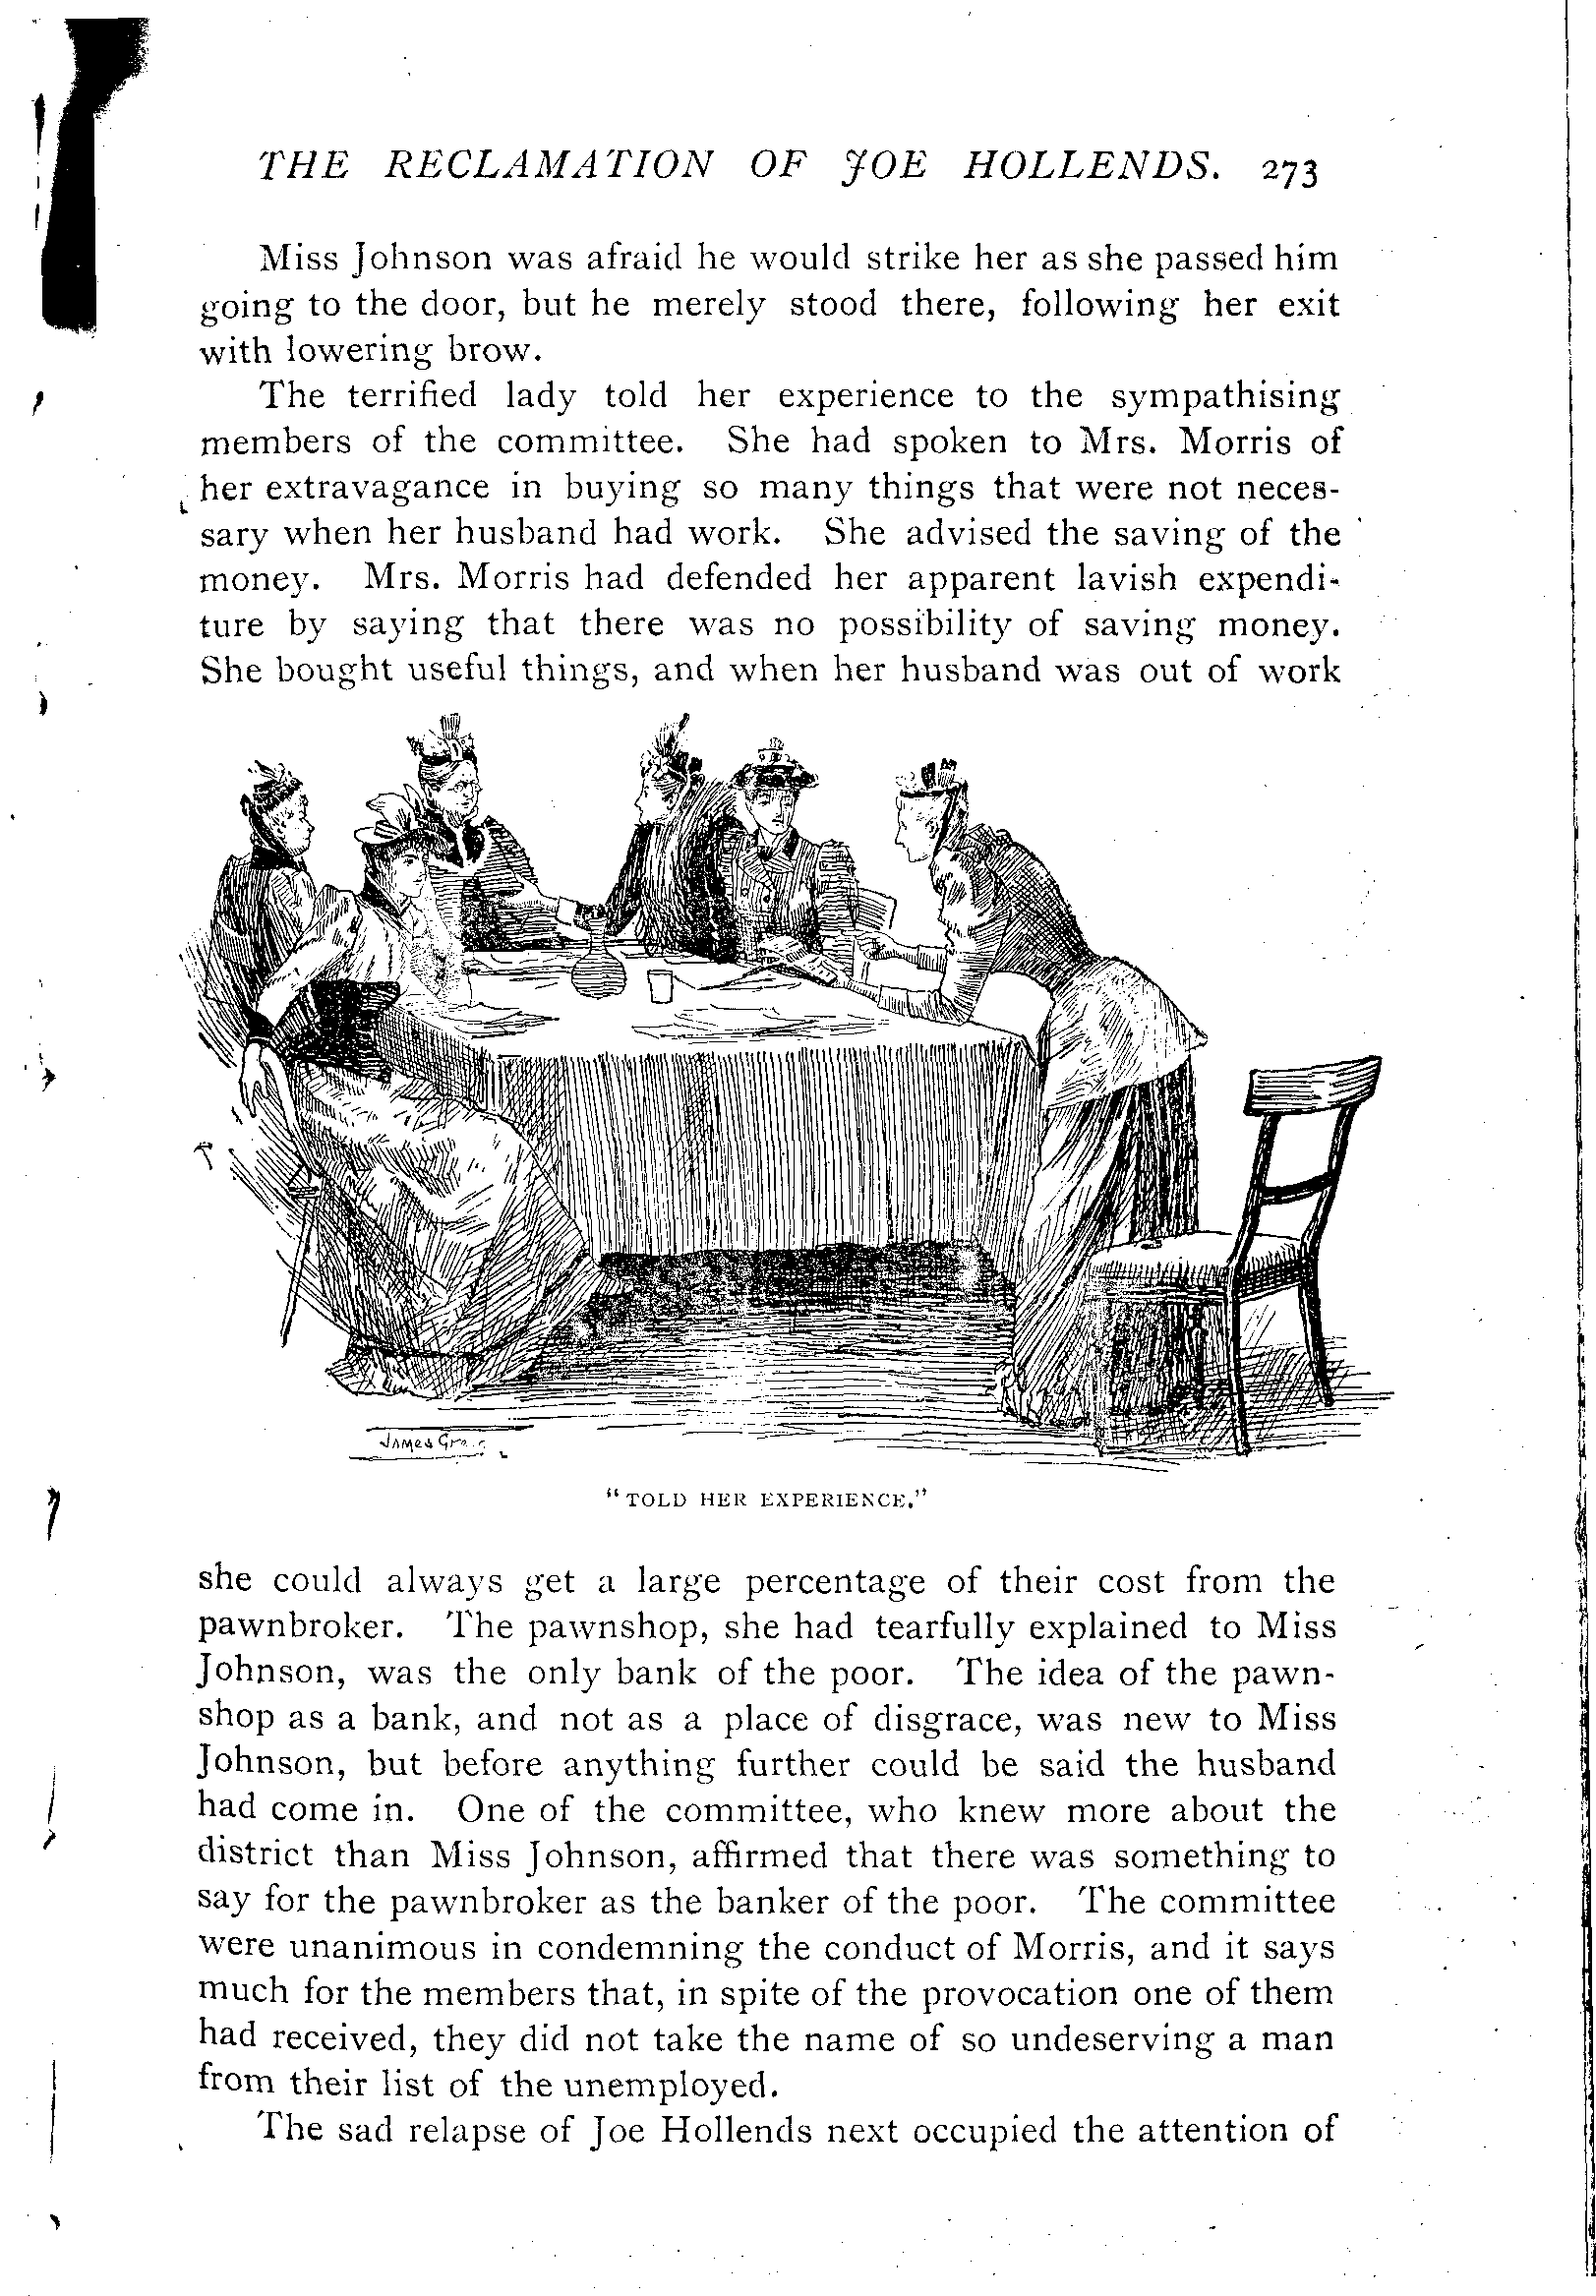 THE RECLAMATION OF JOE HOLLENDS. 273
Miss Johnson was afraid he would strike her as she passed him
going to the door, but he merely stood there, following her exit
with lowering brow.
The terrified lady told her experience to the sympathising
members of the committee. She had spoken to Mrs. Morris of
her extravagance in buying so many things that were not neces-
sary when her husband had work. She advised the saving of the
money. Mrs. Morris had defended her apparent lavish expendi-
ture by saying that there was no possibility of saving money.
She bought useful things, and when her husband was out of work
James
"TOLD HER EXPERIENCE."
she could always get a large percentage of their cost from the
pawnbroker. The pawnshop, she had tearfully explained to Miss
Johnson, was the only bank of the poor. The idea of the pawn-
shop as a bank, and not as a place of disgrace, was new to Miss
Johnson, but before anything further could be said the husband
had come in. One of the committee, who knew more about the
district than Miss Johnson, affirmed that there was something to
say for the pawnbroker as the banker of the poor. The committee
were unanimous in condemning the conduct of Morris, and it says
much for the members that, in spite of the provocation one of them
had received, they did not take the name of so undeserving a man
from their list of the unemployed.
The sad relapse of Joe Hollends next occupied the attention of